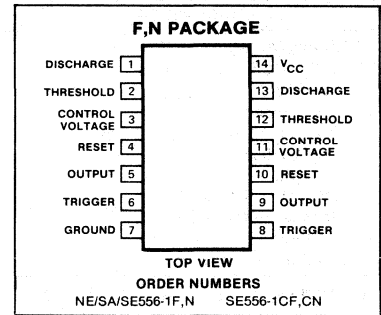 F,N PACKAGE
DISCHARGE 1
THRESHOLD 2
CONTROL
VOLTAGE 3
RESET 4
OUTPUT 5
TRIGGER 6
GROUND 7
14 VCC
13 DISCHARGE
12 THRESHOLD
11 CONTROL
VOLTAGE
10 RESET
9 OUTPUT
8 TRIGGER
TOP VIEW
ORDER NUMBERS
NE/SA/SE556-1F,N SE556-1CF,CN